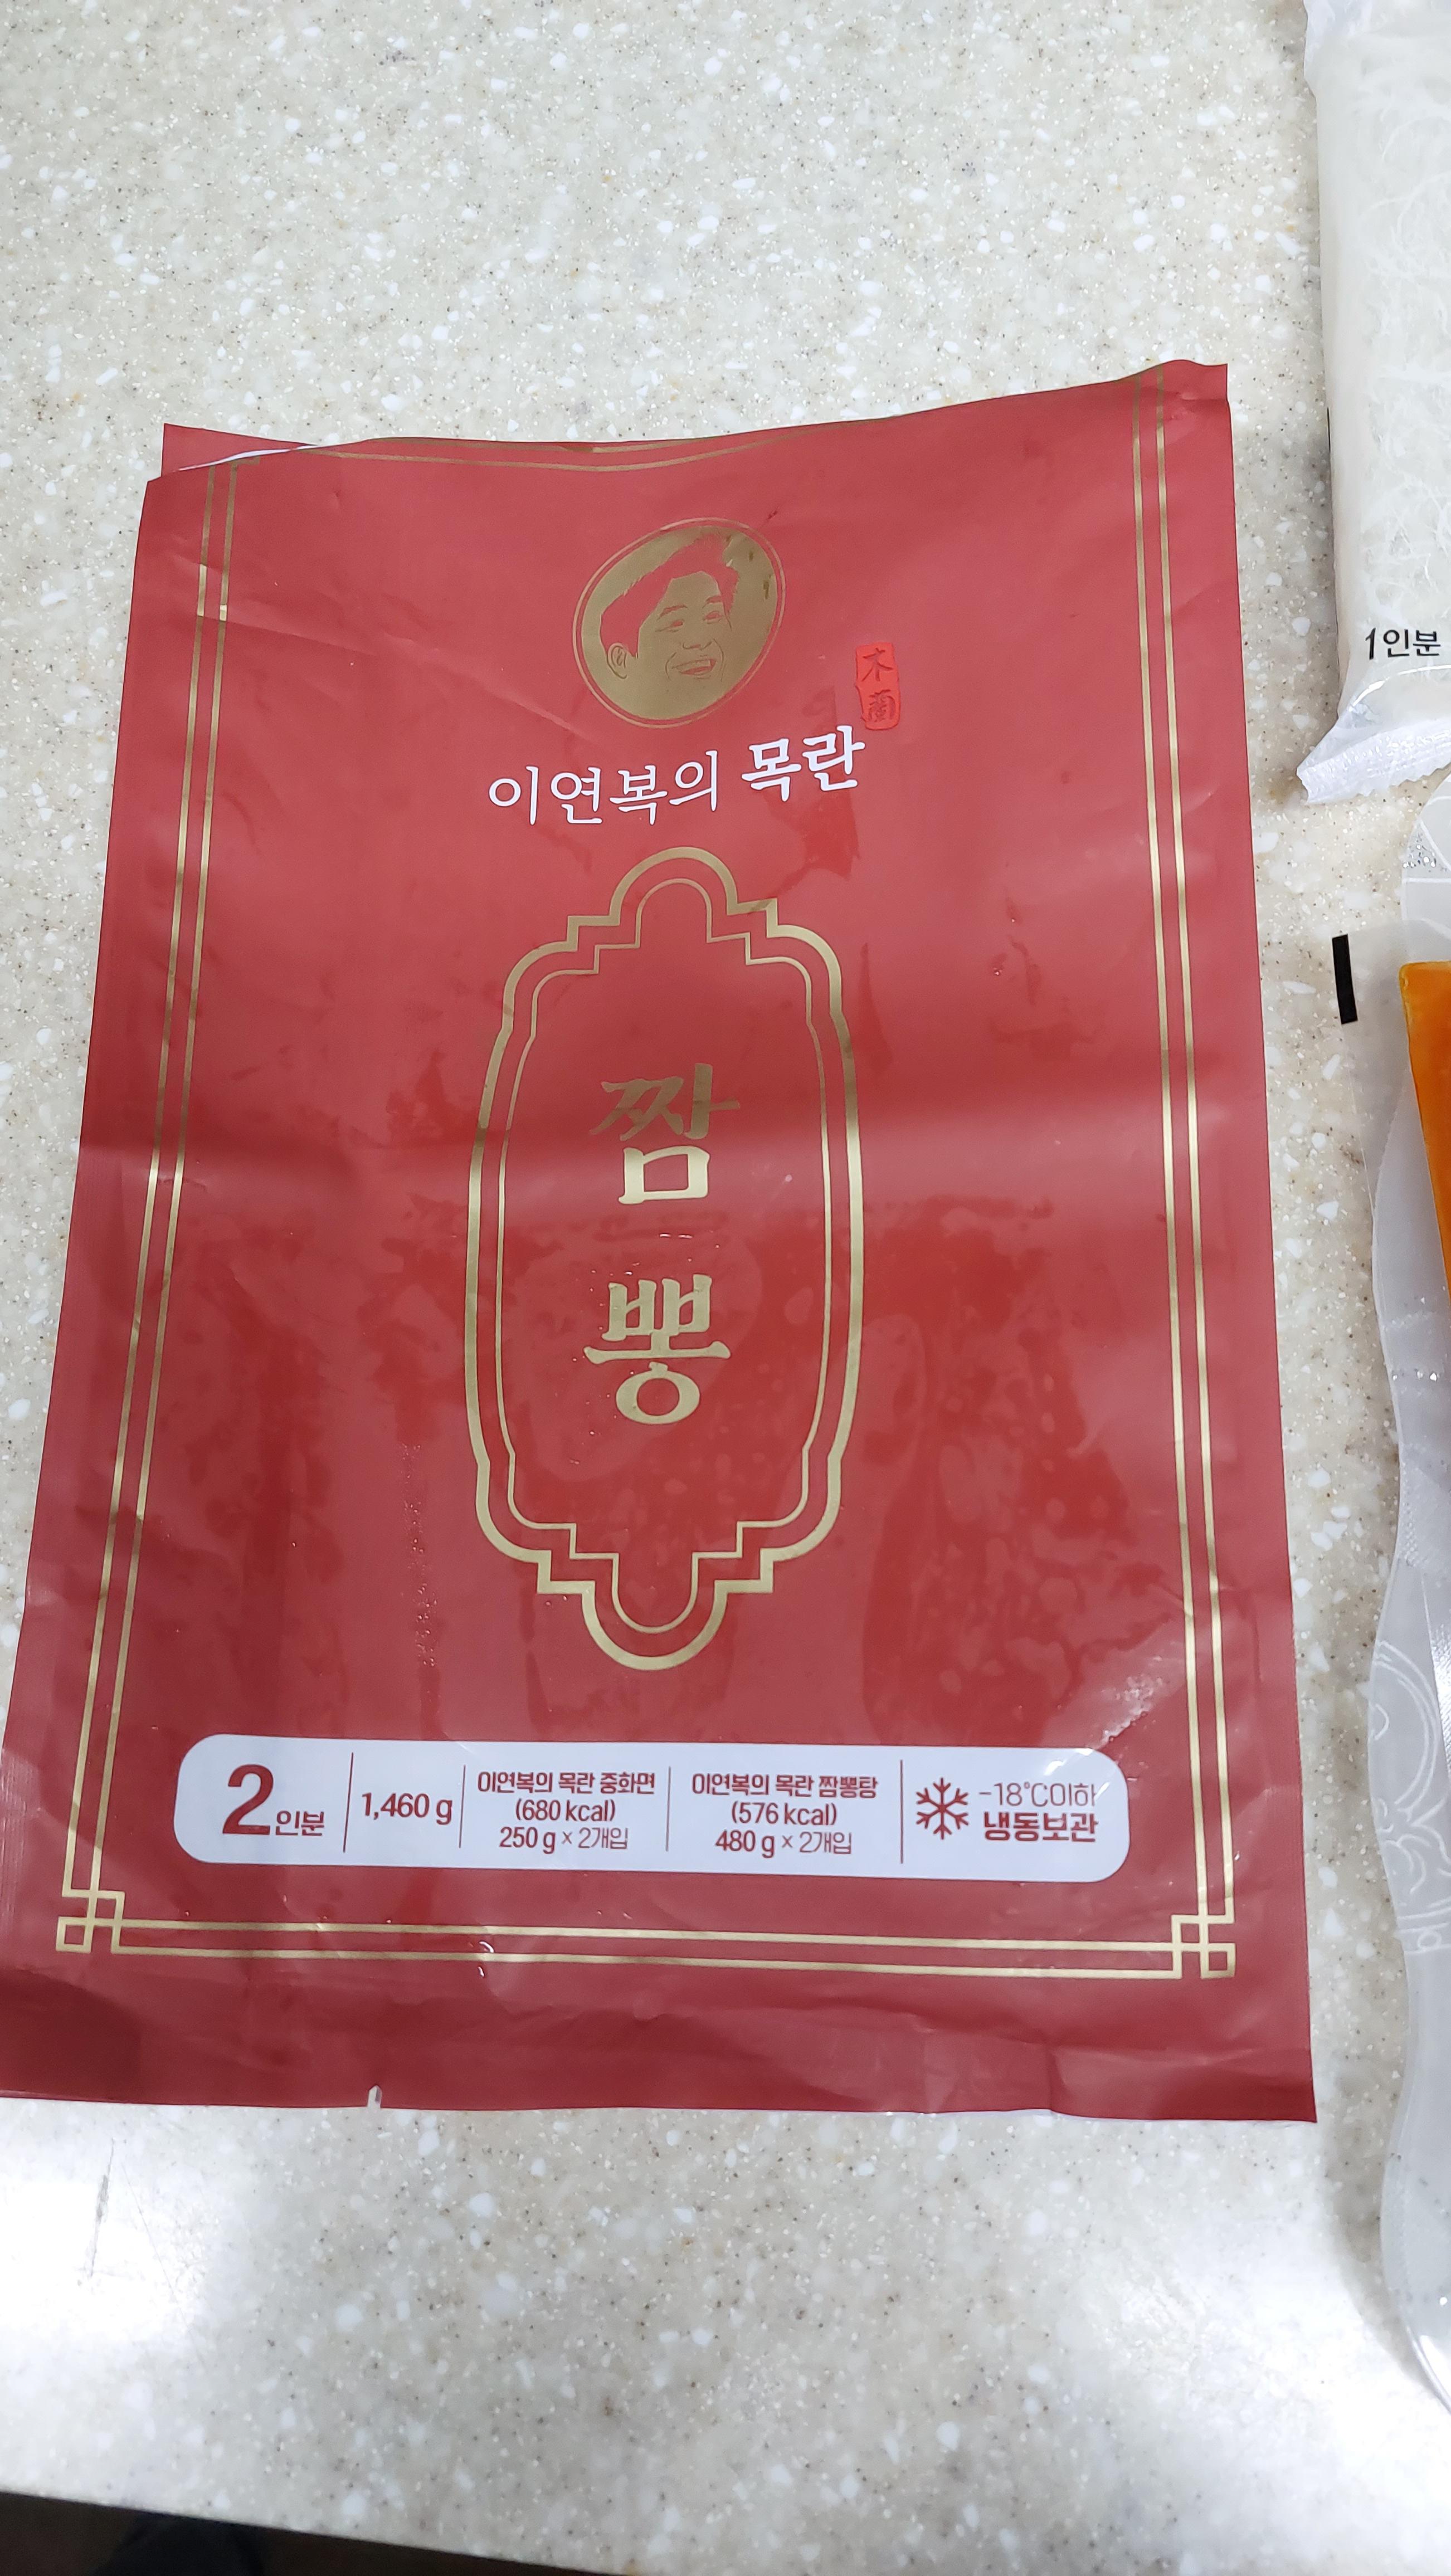 木
蘭
이연복의 목란
짬
뽕
2인분
1,460 g
이연복의 목란 중화면
(680 kcal)
250 g × 2개입
이연복의 목란 짬뽕탕
(576 kcal)
480 g × 2개입
-18°C이하
냉동보관
1인분